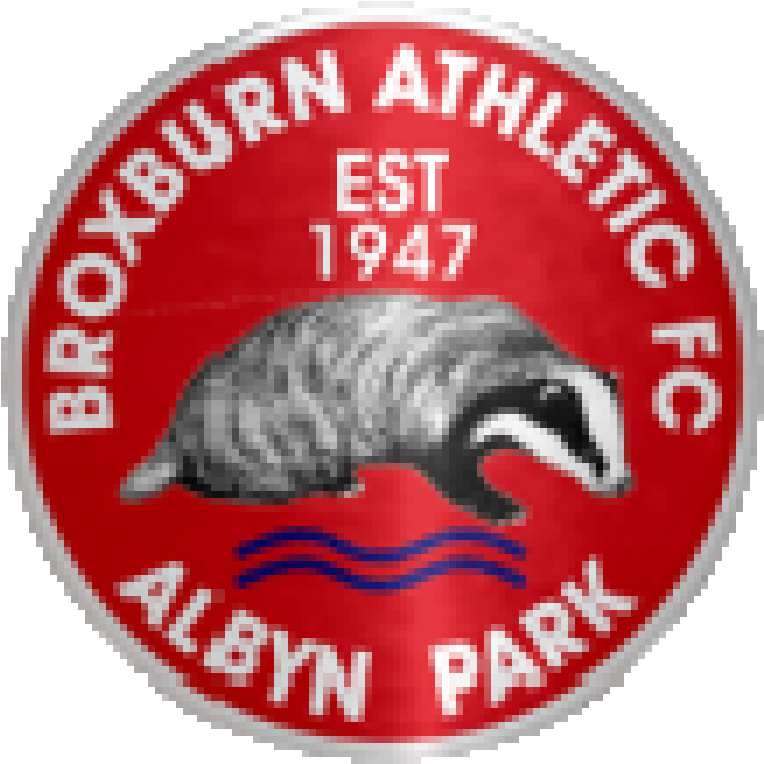 BROXBURN ATHLETIC FC
EST
1947
ALBYN PARK